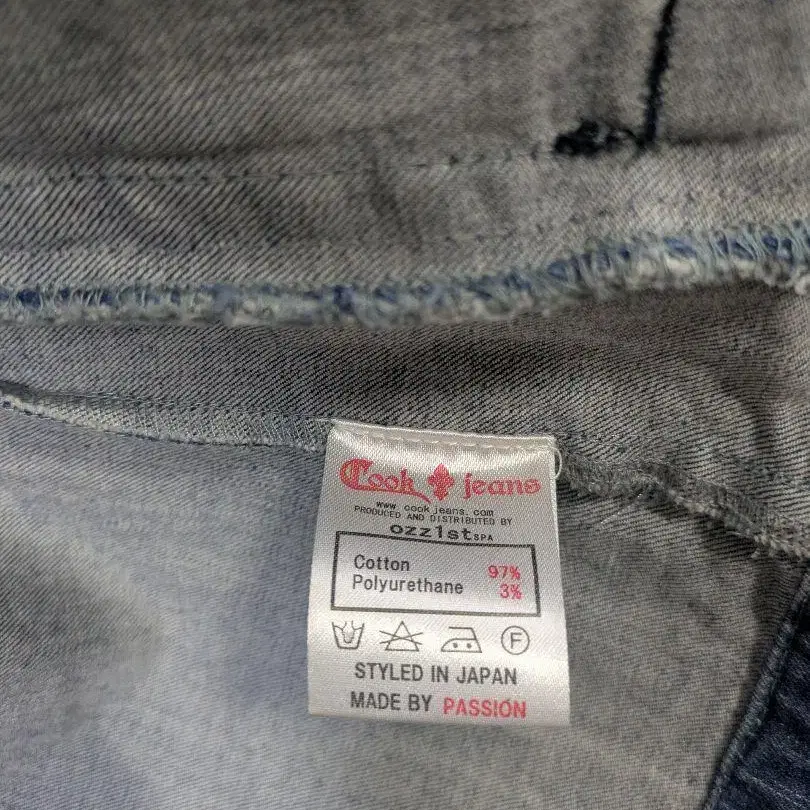 Cook jeans
www cook jeans. com
PRODUCED AND DISTRIBUTED BY
ozz1st SPA
Cotton 97%
Polyurethane 3%
F
STYLED IN JAPAN
MADE BY PASSION